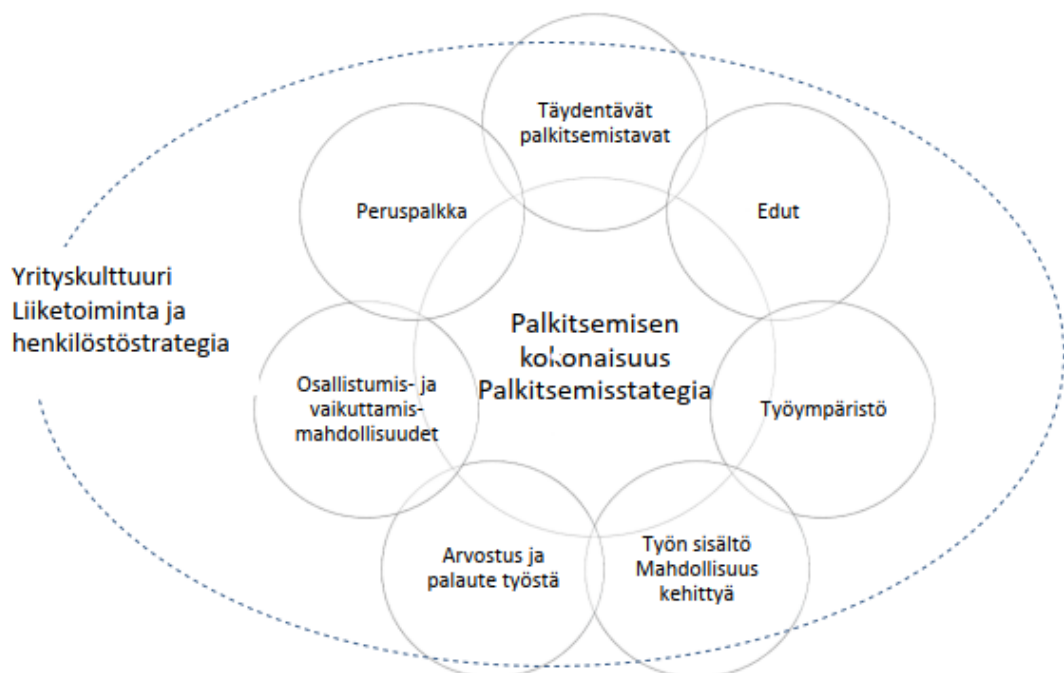 Täydentävät
palkitsemistavat
Peruspalkka
Edut
Yrityskulttuuri
Liiketoiminta ja
henkilöstöstrategia
Palkitsemisen
kokonaisuus
Palkitsemisstategia
Osallistumis- ja
vaikuttamis-
mahdollisuudet
Työympäristö
Arvostus ja
palaute työstä
Työn sisältö
Mahdollisuus
kehittyä